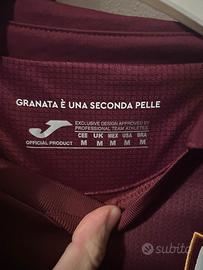 GRANATA È UNA SECONDA PELLE
EXCLUSIVE DESIGN APPROVED BY
PROFESSIONAL TEAM ATHLETES.
OFFICIAL PRODUCT
CEE UK MEX USA BRA
M M M M M
subito